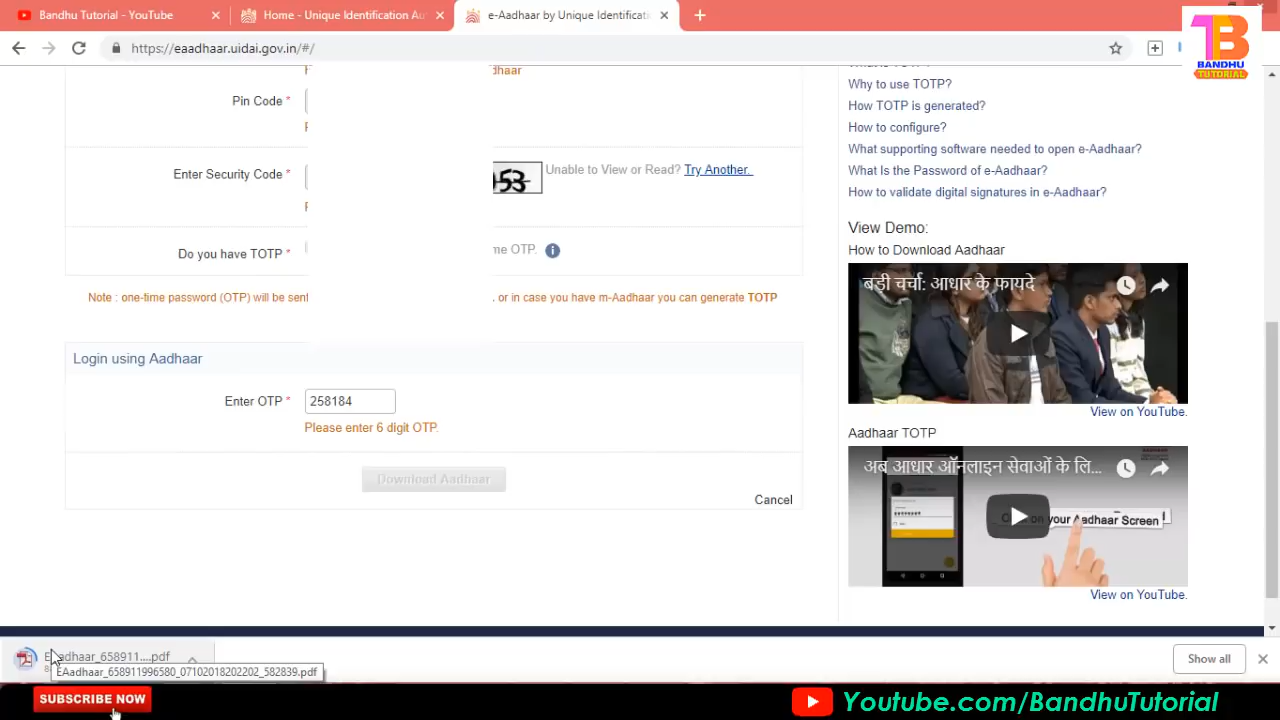 Bandhu Tutorial - YouTube
Home - Unique Identification Au
e-Aadhaar by Unique Identificati
https://eaadhaar.uidai.gov.in/#/
BANDHU
TUTORIAL
dhaar
Pin Code *
Enter Security Code *
953
Unable to View or Read? Try Another.
Do you have TOTP *
me OTP.
Note : one-time password (OTP) will be sent
, or in case you have m-Aadhaar you can generate TOTP
Login using Aadhaar
Enter OTP *
258184
Please enter 6 digit OTP.
Download Aadhaar
Cancel
Why to use TOTP?
How TOTP is generated?
How to configure?
What supporting software needed to open e-Aadhaar?
What Is the Password of e-Aadhaar?
How to validate digital signatures in e-Aadhaar?
View Demo:
How to Download Aadhaar
बड़ी चर्चा: आधार के फायदे
View on YouTube.
Aadhaar TOTP
अब आधार ऑनलाइन सेवाओं के लि...
your Aadhaar Screen
View on YouTube.
EAadhaar_658911....pdf
EAadhaar_658911996580_07102018202202_582839.pdf
Show all
SUBSCRIBE NOW
Youtube.com/BandhuTutorial